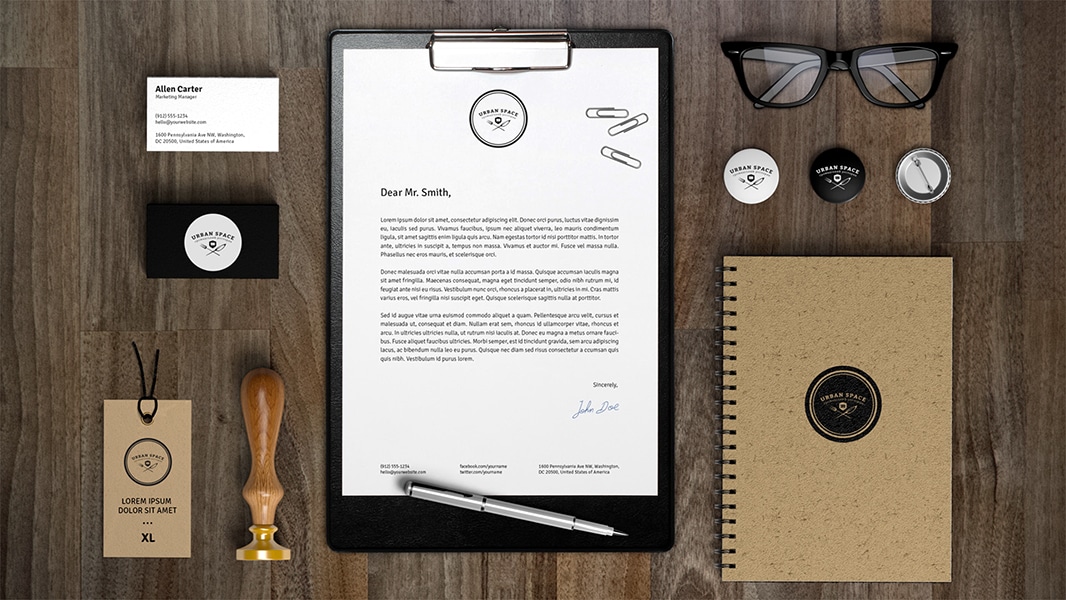 Allen Carter
Marketing Manager
(612) 555-1234
hello@yourwebsite.com
1600 Pennsylvania Ave NW, Washington,
DC 20500, United States of America
URBAN SPACE
URBAN SPACE
LOREM IPSUM
DOLOR SIT AMET
...
XL
URBAN SPACE
Dear Mr. Smith,
Lorem ipsum dolor sit amet, consectetur adipiscing elit. Donec orci purus, luctus vitae dignissim
eu, iaculis sed purus. Vivamus faucibus, ipsum nec aliquet viverra, leo mauris condimentum
ligula, sit amet sagittis enim ligula quis arcu. Nam egestas tortor id nisi porttitor mattis. In tortor
ante, ultricies in suscipit a, tempus non massa. Vivamus et auctor mi. Fusce vel massa nulla.
Phasellus nec eros mauris, et scelerisque orci.
Donec malesuada orci vitae nulla accumsan porta a id massa. Quisque accumsan iaculis magna
sit amet fringilla. Maecenas consequat, magna eget tincidunt semper, odio nibh rutrum mi, id
feugiat ante nisi eu risus. Vestibulum nunc orci, rhoncus a placerat in, ultricies in mi. Cras mattis
varius eros, vel fringilla nisi suscipit eget. Quisque scelerisque sagittis nulla at porttitor.
Sed id augue vitae urna euismod commodo aliquet a quam. Pellentesque arcu velit, cursus et
malesuada ut, consequat et diam. Nullam erat sem, rhoncus id ullamcorper vitae, rhoncus et
arcu. In ultricies ultricies nulla, ut rutrum nisi iaculis ut. Donec eu magna a metus ornare fauci-
bus. Fusce aliquet faucibus ultricies. Morbi semper, est id tincidunt gravida, sem arcu adipiscing
lacus, ac bibendum nulla leo eu purus. Quisque nec diam sed risus consectetur a ccumsan quis
quis nibh. Vestibulum id purus lorem.
Sincerely,
John Doe
(612) 555-1234
hello@yourwebsite.com
facebook.com/yourname
twitter.com/yourname
1600 Pennsylvania Ave NW, Washington,
DC 20500, United States of America
URBAN SPACE
URBAN SPACE
URBAN SPACE